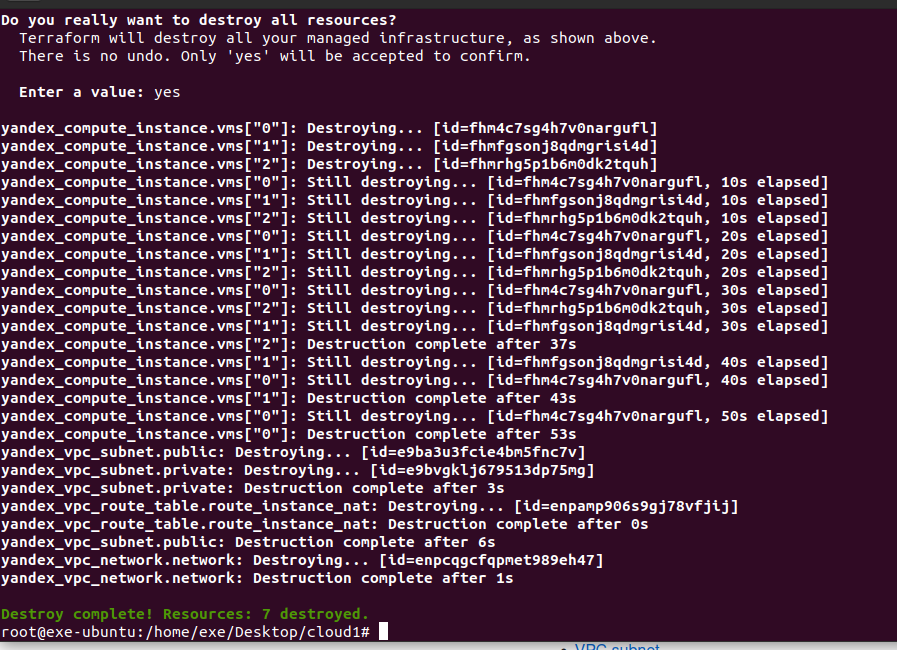 Do you really want to destroy all resources?
  Terraform will destroy all your managed infrastructure, as shown above.
  There is no undo. Only 'yes' will be accepted to confirm.

  Enter a value: yes

yandex_compute_instance.vms["0"]: Destroying... [id=fhm4c7sg4h7v0nargufl]
yandex_compute_instance.vms["1"]: Destroying... [id=fhmfgsonj8qdmgrisi4d]
yandex_compute_instance.vms["2"]: Destroying... [id=fhmrhg5p1b6m0dk2tquh]
yandex_compute_instance.vms["0"]: Still destroying... [id=fhm4c7sg4h7v0nargufl, 10s elapsed]
yandex_compute_instance.vms["1"]: Still destroying... [id=fhmfgsonj8qdmgrisi4d, 10s elapsed]
yandex_compute_instance.vms["2"]: Still destroying... [id=fhmrhg5p1b6m0dk2tquh, 10s elapsed]
yandex_compute_instance.vms["0"]: Still destroying... [id=fhm4c7sg4h7v0nargufl, 20s elapsed]
yandex_compute_instance.vms["1"]: Still destroying... [id=fhmfgsonj8qdmgrisi4d, 20s elapsed]
yandex_compute_instance.vms["2"]: Still destroying... [id=fhmrhg5p1b6m0dk2tquh, 20s elapsed]
yandex_compute_instance.vms["0"]: Still destroying... [id=fhm4c7sg4h7v0nargufl, 30s elapsed]
yandex_compute_instance.vms["2"]: Still destroying... [id=fhmrhg5p1b6m0dk2tquh, 30s elapsed]
yandex_compute_instance.vms["1"]: Still destroying... [id=fhmfgsonj8qdmgrisi4d, 30s elapsed]
yandex_compute_instance.vms["2"]: Destruction complete after 37s
yandex_compute_instance.vms["1"]: Still destroying... [id=fhmfgsonj8qdmgrisi4d, 40s elapsed]
yandex_compute_instance.vms["0"]: Still destroying... [id=fhm4c7sg4h7v0nargufl, 40s elapsed]
yandex_compute_instance.vms["1"]: Destruction complete after 43s
yandex_compute_instance.vms["0"]: Still destroying... [id=fhm4c7sg4h7v0nargufl, 50s elapsed]
yandex_compute_instance.vms["0"]: Destruction complete after 53s
yandex_vpc_subnet.public: Destroying... [id=e9ba3u3fcie4bm5fnc7v]
yandex_vpc_subnet.private: Destroying... [id=e9bvgklj679513dp75mg]
yandex_vpc_subnet.private: Destruction complete after 3s
yandex_vpc_route_table.route_instance_nat: Destroying... [id=enpamp906s9gj78vfjij]
yandex_vpc_route_table.route_instance_nat: Destruction complete after 0s
yandex_vpc_subnet.public: Destruction complete after 6s
yandex_vpc_network.network: Destroying... [id=enpcqgcfqpmet989eh47]
yandex_vpc_network.network: Destruction complete after 1s

Destroy complete! Resources: 7 destroyed.
root@exe-ubuntu:/home/exe/Desktop/cloud1#
VPC subnet